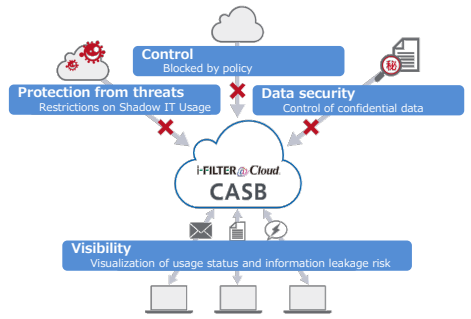 Control
Blocked by policy
Protection from threats
Restrictions on Shadow IT Usage
Data security
Control of confidential data
秘
i-FILTER@Cloud
CASB
Visibility
Visualization of usage status and information leakage risk